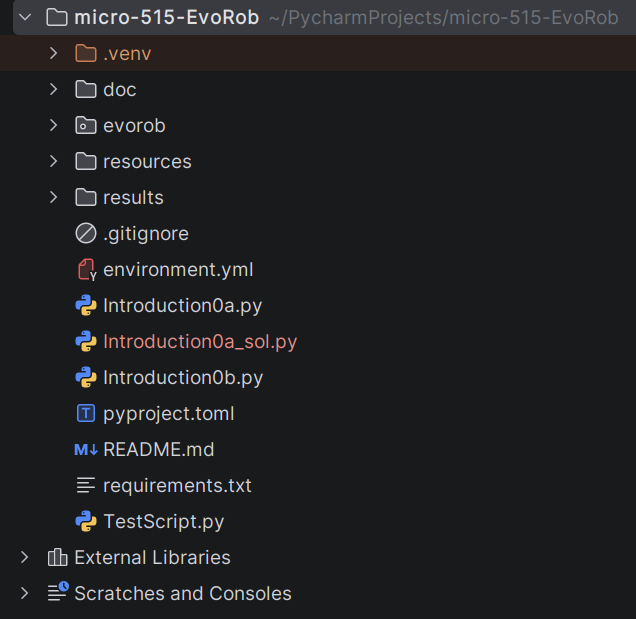 micro-515-EvoRob ~/PycharmProjects/micro-515-EvoRob
.venv
doc
evorob
resources
results
.gitignore
environment.yml
Introduction0a.py
Introduction0a_sol.py
Introduction0b.py
T pyproject.toml
M↓ README.md
requirements.txt
TestScript.py
External Libraries
Scratches and Consoles